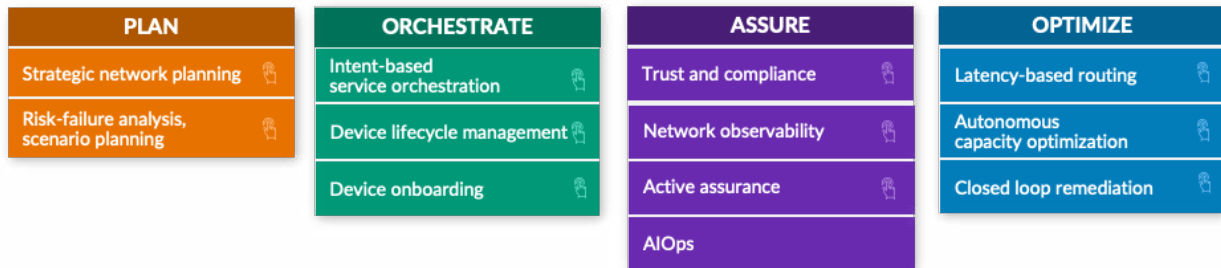 PLAN
Strategic network planning
Risk-failure analysis,
scenario planning
ORCHESTRATE
Intent-based
service orchestration
Device lifecycle management
Device onboarding
ASSURE
Trust and compliance
Network observability
Active assurance
AIOps
OPTIMIZE
Latency-based routing
Autonomous
capacity optimization
Closed loop remediation